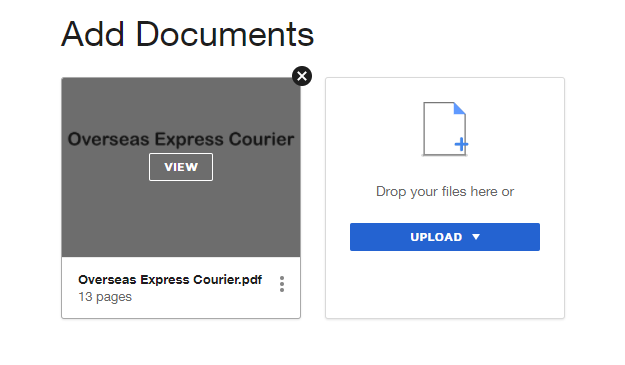 Add Documents
Overseas Express Courier
VIEW
Overseas Express Courier.pdf
13 pages
Drop your files here or
UPLOAD